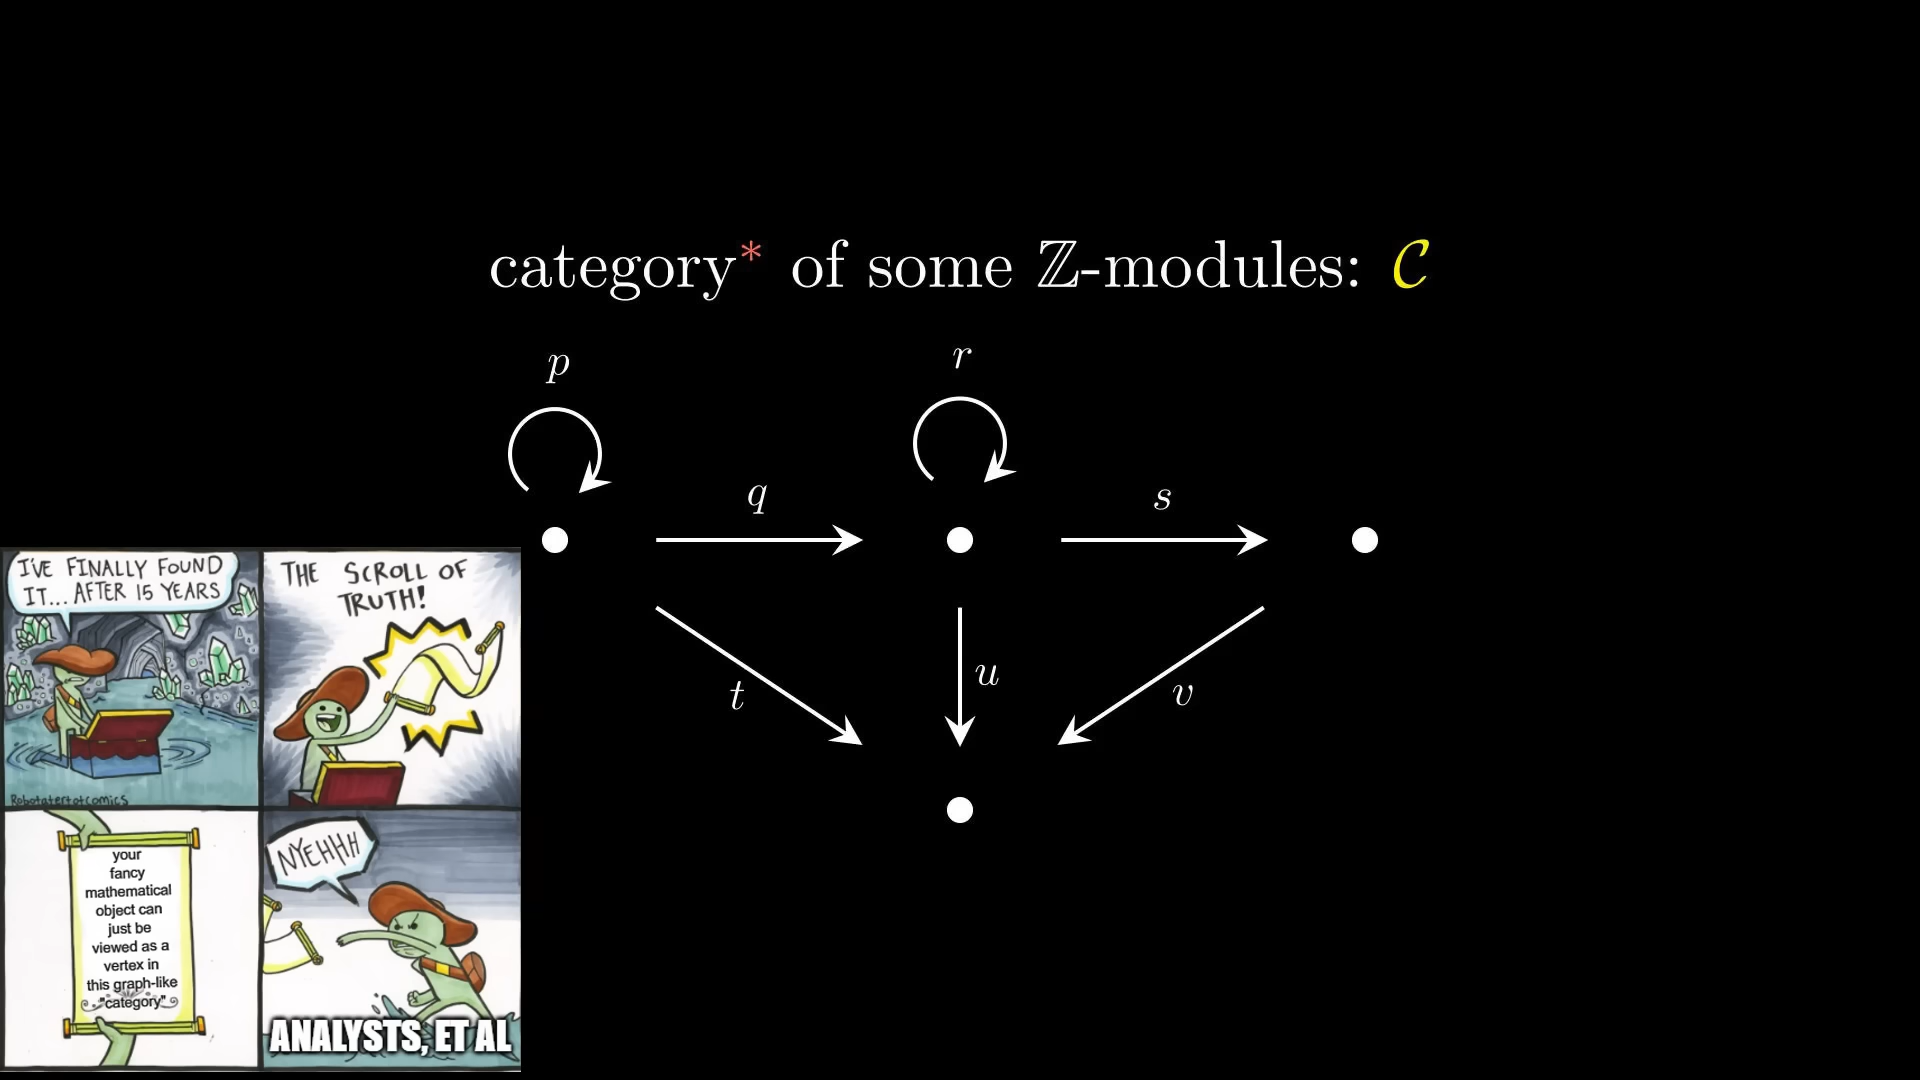 category* of some ℤ-modules: 𝒞
p
r
q
s
t
u
v
I'VE FINALLY FOUND
IT... AFTER 15 YEARS
THE SCROLL OF
TRUTH!
Robotatertotcomics
your
fancy
mathematical
object can
just be
viewed as a
vertex in
this graph-like
"category"
NYEHHH
ANALYSTS, ET AL